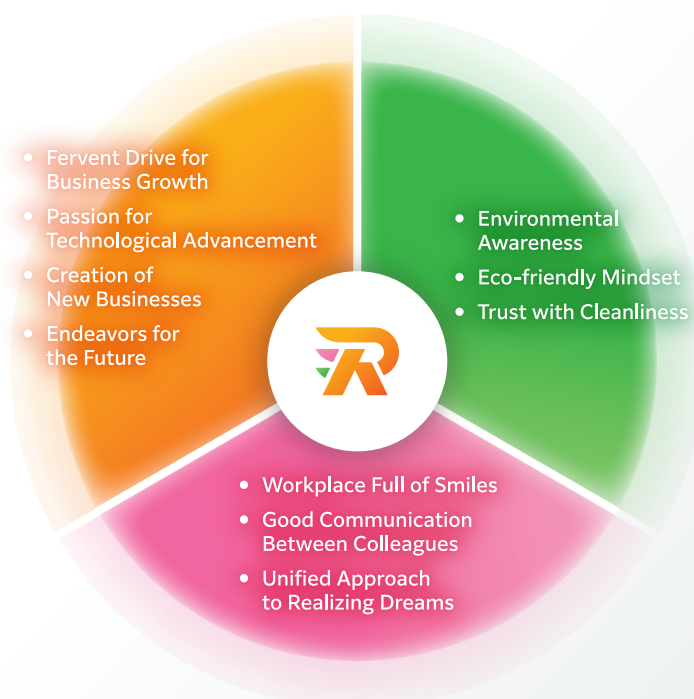 • Fervent Drive for
Business Growth
• Passion for
Technological Advancement
• Creation of
New Businesses
• Endeavors for
the Future
• Environmental
Awareness
• Eco-friendly Mindset
• Trust with Cleanliness
R
• Workplace Full of Smiles
• Good Communication
Between Colleagues
• Unified Approach
to Realizing Dreams